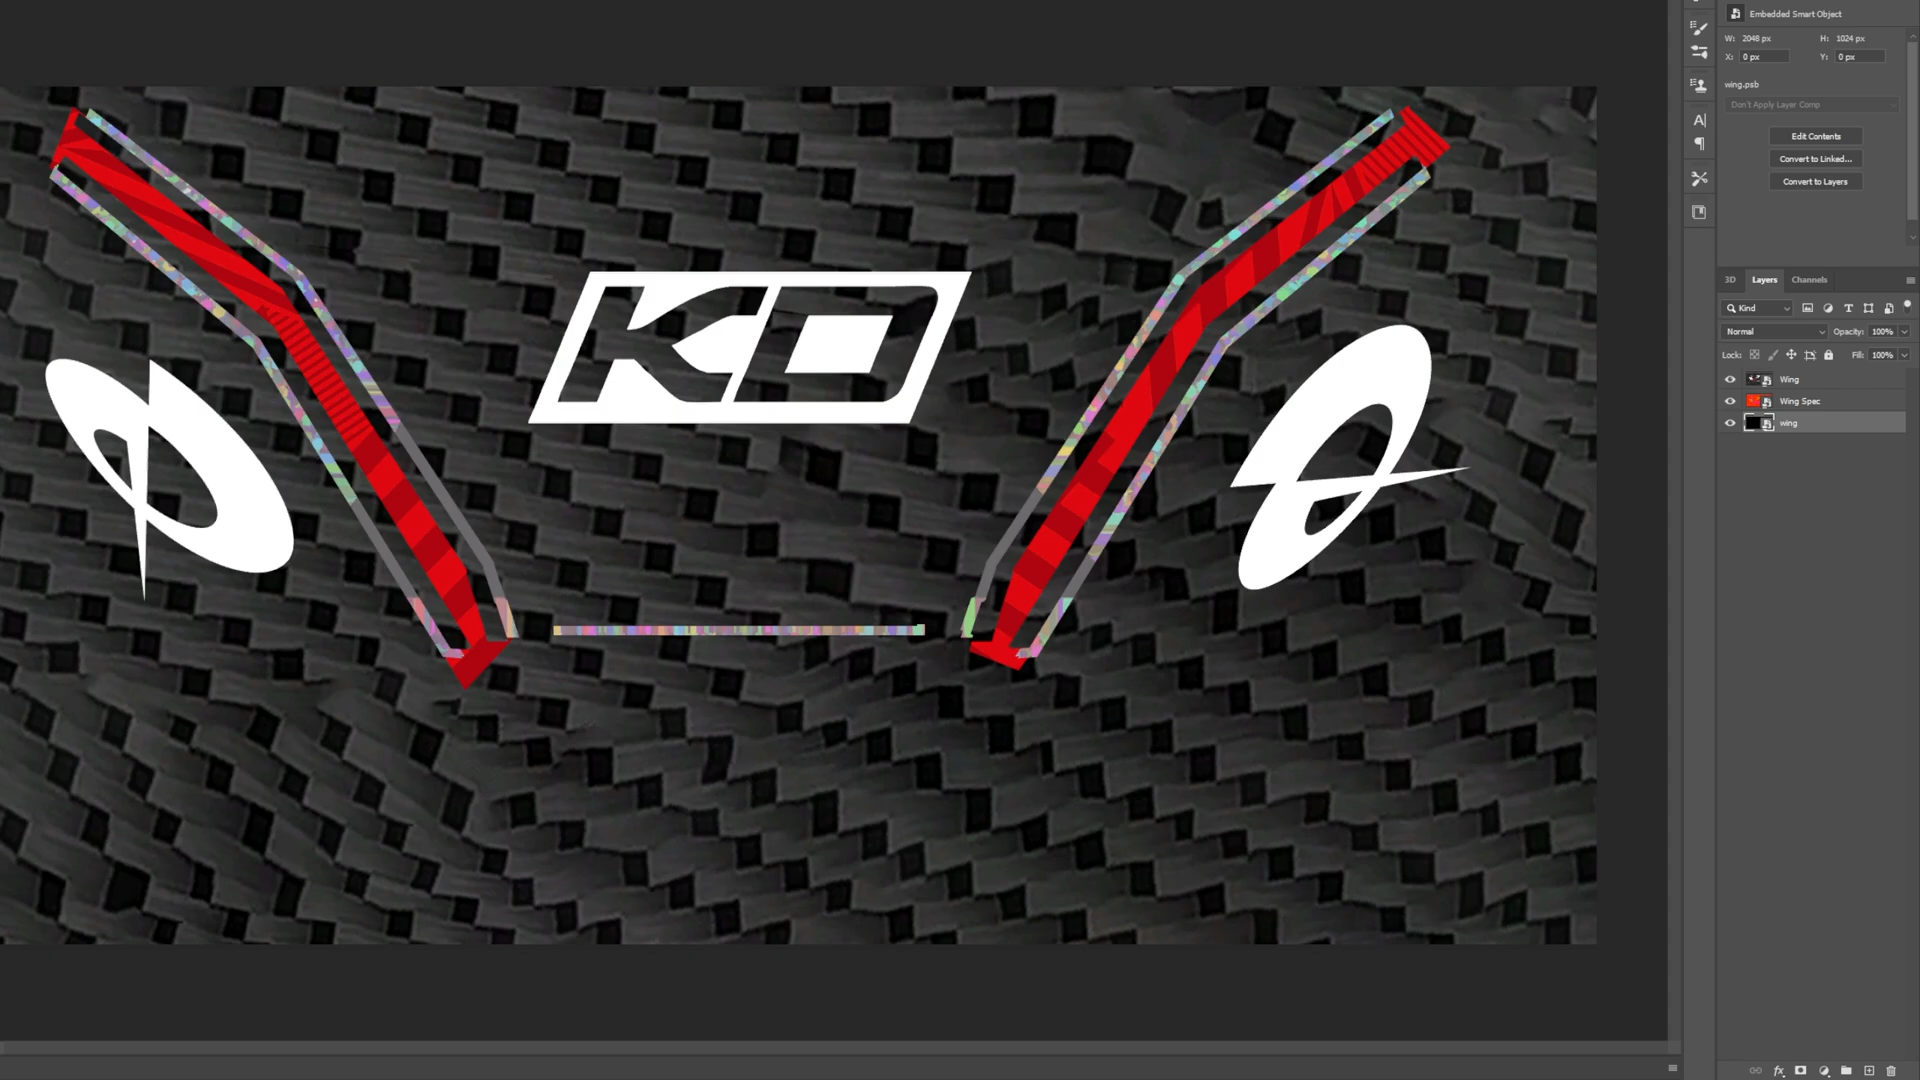 Embedded Smart Object
W: 2048 px H: 1024 px
X: 0 px Y: 0 px
wing.psb
Don't Apply Layer Comp
Edit Contents
Convert to Linked...
Convert to Layers
3D Layers Channels
Kind
Normal Opacity: 100%
Lock: Fill: 100%
Wing
Wing Spec
wing
KO